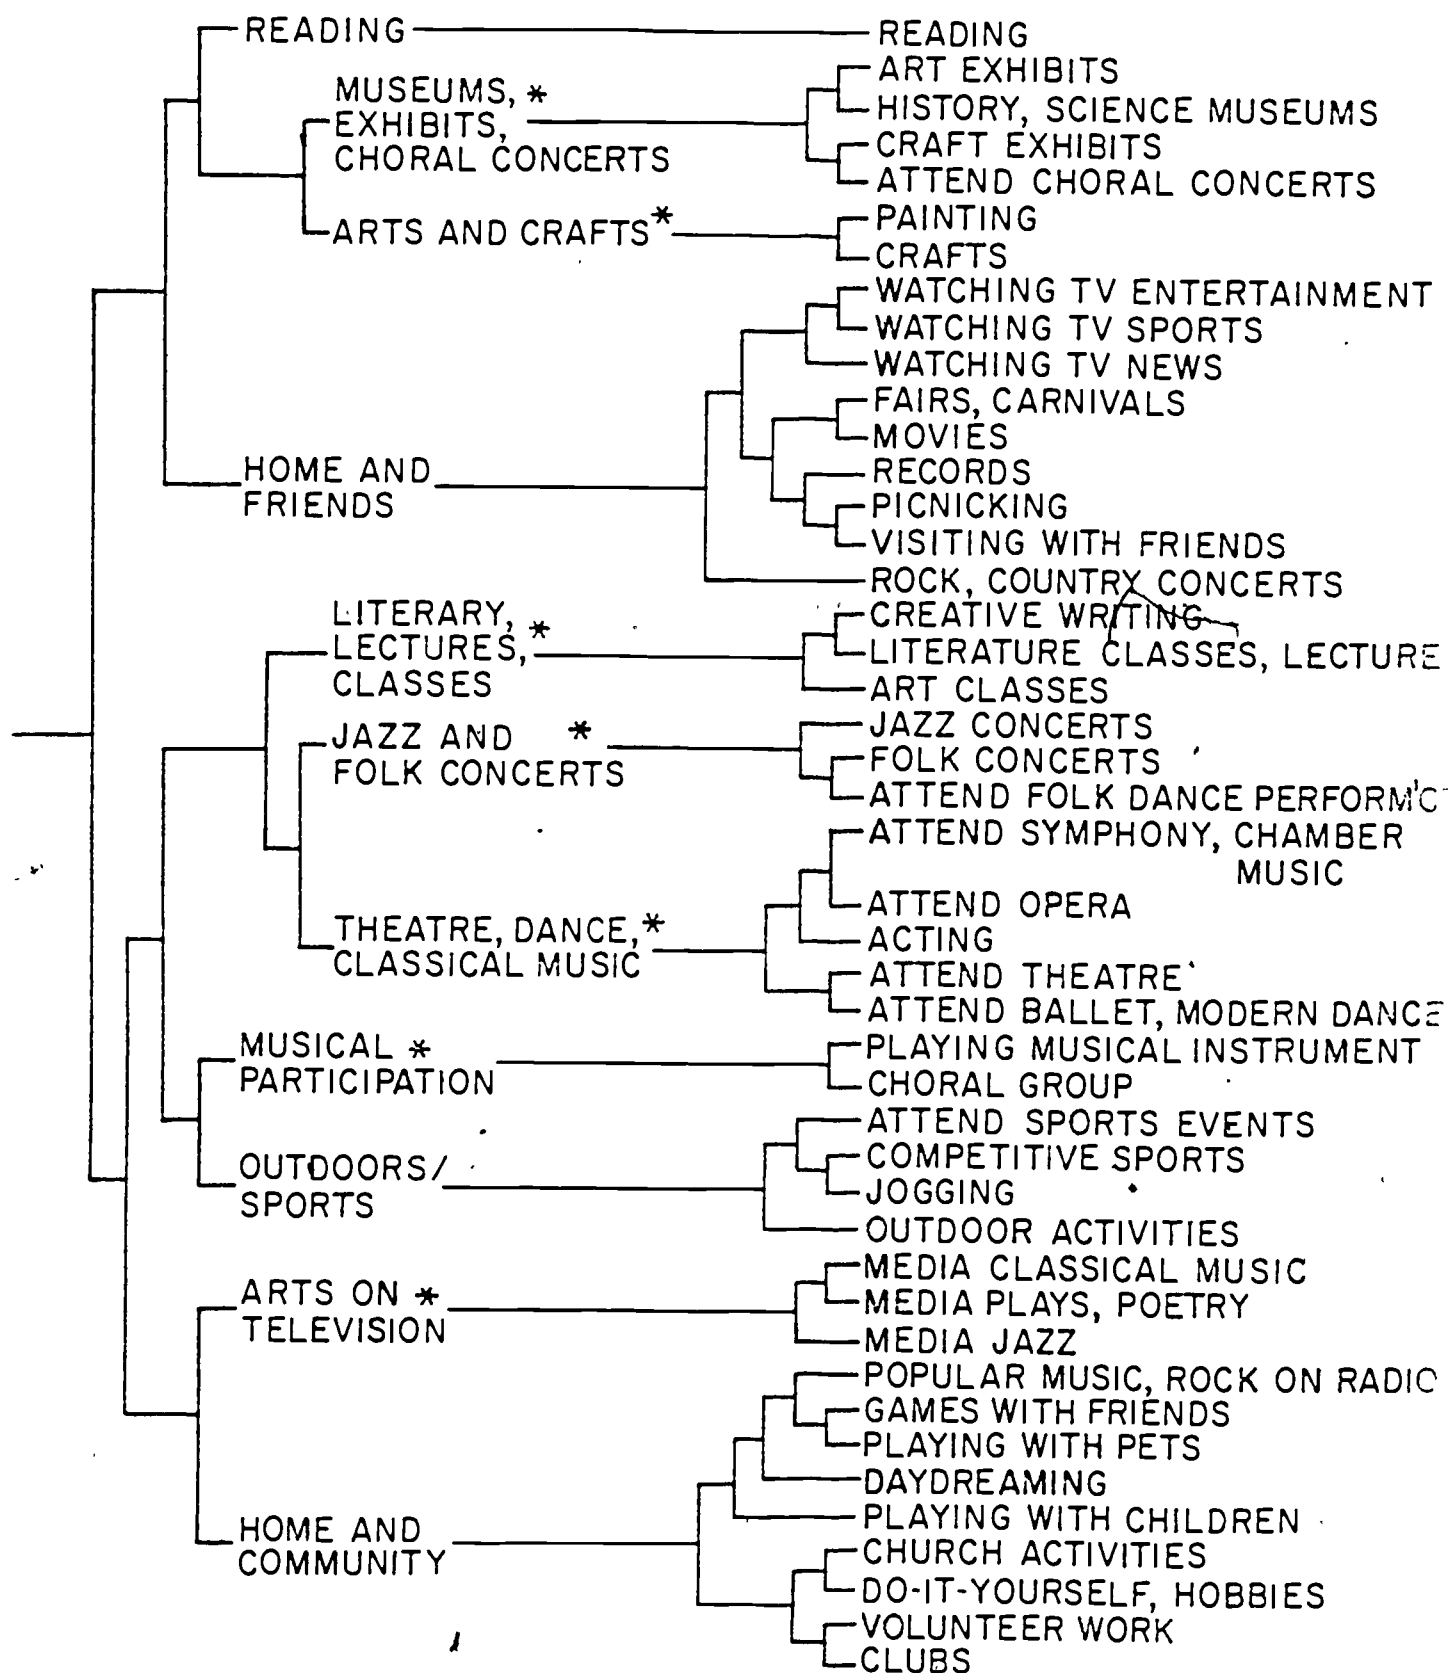 READING
READING
ART EXHIBITS
MUSEUMS, *
EXHIBITS,
CHORAL CONCERTS
HISTORY, SCIENCE MUSEUMS
CRAFT EXHIBITS
ATTEND CHORAL CONCERTS
ARTS AND CRAFTS*
PAINTING
CRAFTS
WATCHING TV ENTERTAINMENT
WATCHING TV SPORTS
WATCHING TV NEWS
FAIRS, CARNIVALS
MOVIES
HOME AND
FRIENDS
RECORDS
PICNICKING
VISITING WITH FRIENDS
ROCK, COUNTRY CONCERTS
LITERARY,
LECTURES, *
CLASSES
CREATIVE WRITING
LITERATURE CLASSES, LECTURE
ART CLASSES
JAZZ AND *
FOLK CONCERTS
JAZZ CONCERTS
FOLK CONCERTS
ATTEND FOLK DANCE PERFORM'C
ATTEND SYMPHONY, CHAMBER
MUSIC
ATTEND OPERA
THEATRE, DANCE, *
CLASSICAL MUSIC
ACTING
ATTEND THEATRE
ATTEND BALLET, MODERN DANCE
MUSICAL *
PARTICIPATION
PLAYING MUSICAL INSTRUMENT
CHORAL GROUP
OUTDOORS/
SPORTS
ATTEND SPORTS EVENTS
COMPETITIVE SPORTS
JOGGING
OUTDOOR ACTIVITIES
ARTS ON *
TELEVISION
MEDIA CLASSICAL MUSIC
MEDIA PLAYS, POETRY
MEDIA JAZZ
POPULAR MUSIC, ROCK ON RADIO
GAMES WITH FRIENDS
PLAYING WITH PETS
DAYDREAMING
PLAYING WITH CHILDREN
HOME AND
COMMUNITY
CHURCH ACTIVITIES
DO-IT-YOURSELF, HOBBIES
VOLUNTEER WORK
CLUBS